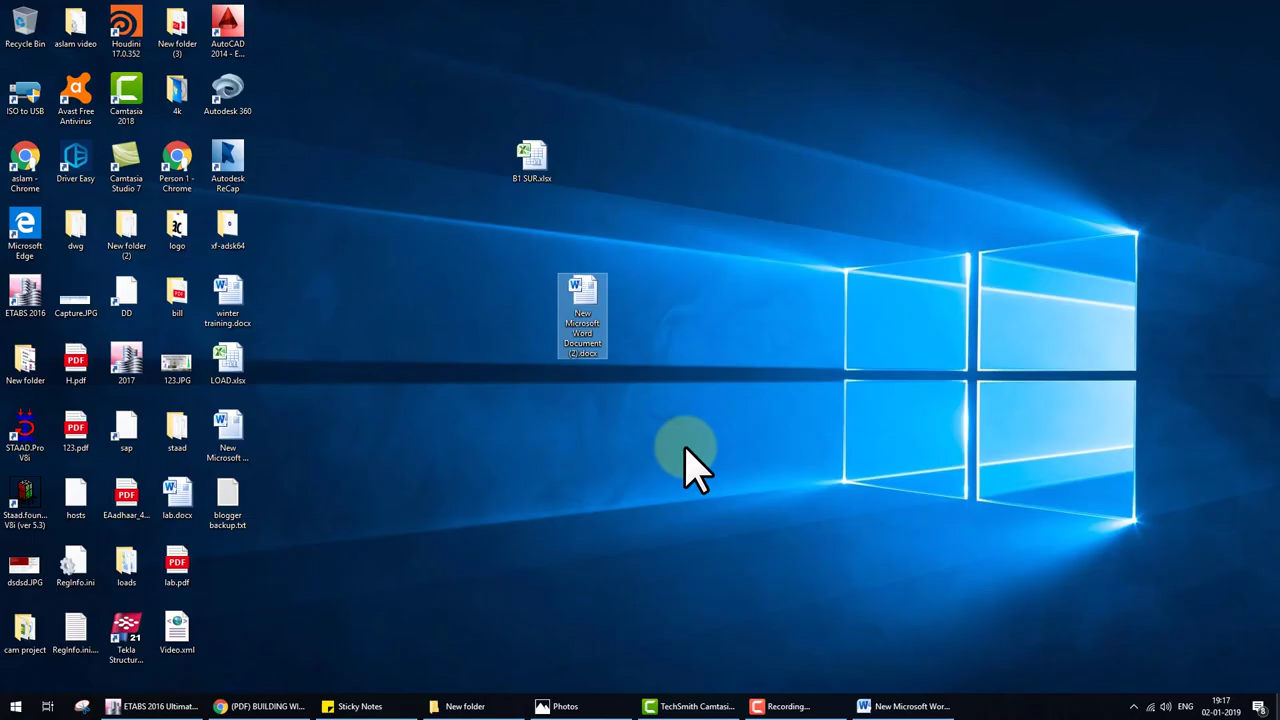 Recycle Bin
aslam video
Houdini
17.0.352
New folder
(3)
AutoCAD
2014 - E...
ISO to USB
Avast Free
Antivirus
Camtasia
2018
4k
Autodesk 360
aslam -
Chrome
Driver Easy
Camtasia
Studio 7
Person 1 -
Chrome
Autodesk
ReCap
B1 SUR.xlsx
Microsoft
Edge
dwg
New folder
(2)
logo
xf-adsk64
ETABS 2016
Capture.JPG
DD
bill
winter
training.docx
New
Microsoft
Word
Document
(2).docx
New folder
H.pdf
2017
123.JPG
LOAD.xlsx
STAAD.Pro
V8i
123.pdf
sap
staad
New
Microsoft ...
Staad.foun...
V8i (ver 5.3)
hosts
EAadhaar_4...
lab.docx
blogger
backup.txt
dsdsd.JPG
RegInfo.ini
loads
lab.pdf
cam project
RegInfo.ini....
Tekla
Structur...
21
Video.xml
ETABS 2016 Ultimat...
(PDF) BUILDING WI...
Sticky Notes
New folder
Photos
TechSmith Camtasi...
Recording...
New Microsoft Wor...
ENG
19:17
02-01-2019